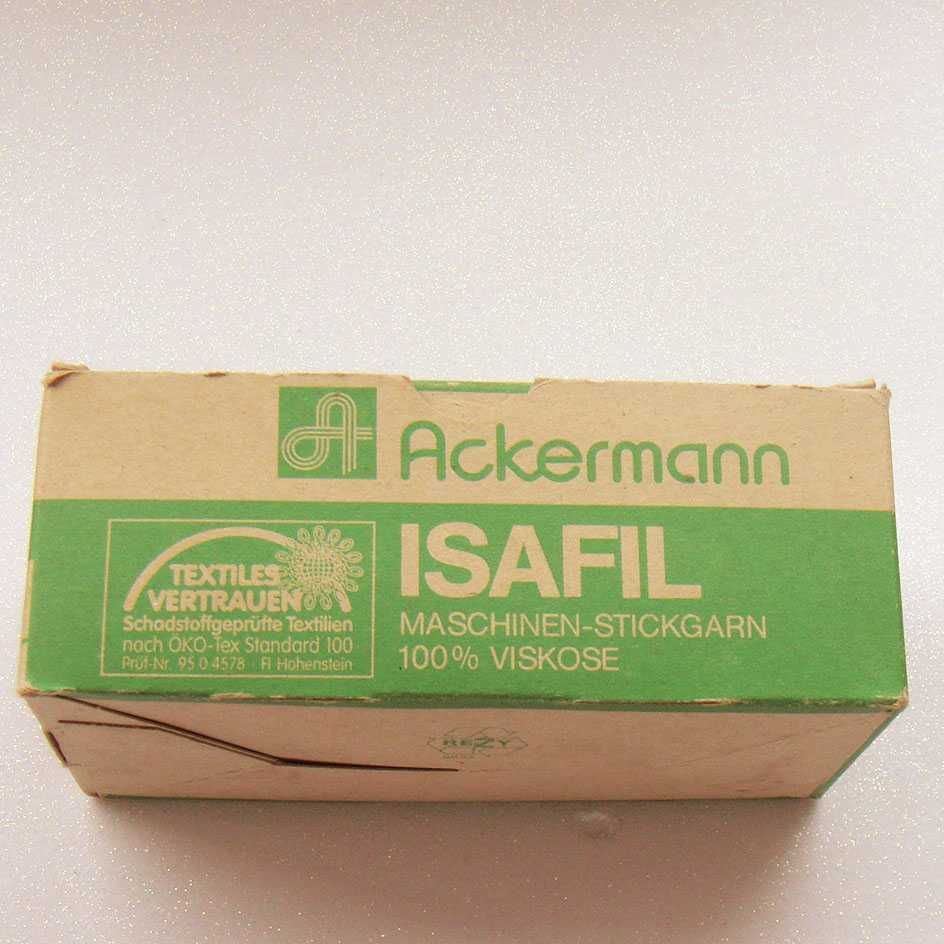 Ackermann
TEXTILES
VERTRAUEN
Schadstoffgeprüfte Textilien
nach ÖKO-Tex Standard 100
Prüf-Nr. 95 0 4578 · FI Hohenstein
ISAFIL
MASCHINEN-STICKGARN
100% VISKOSE
REZY